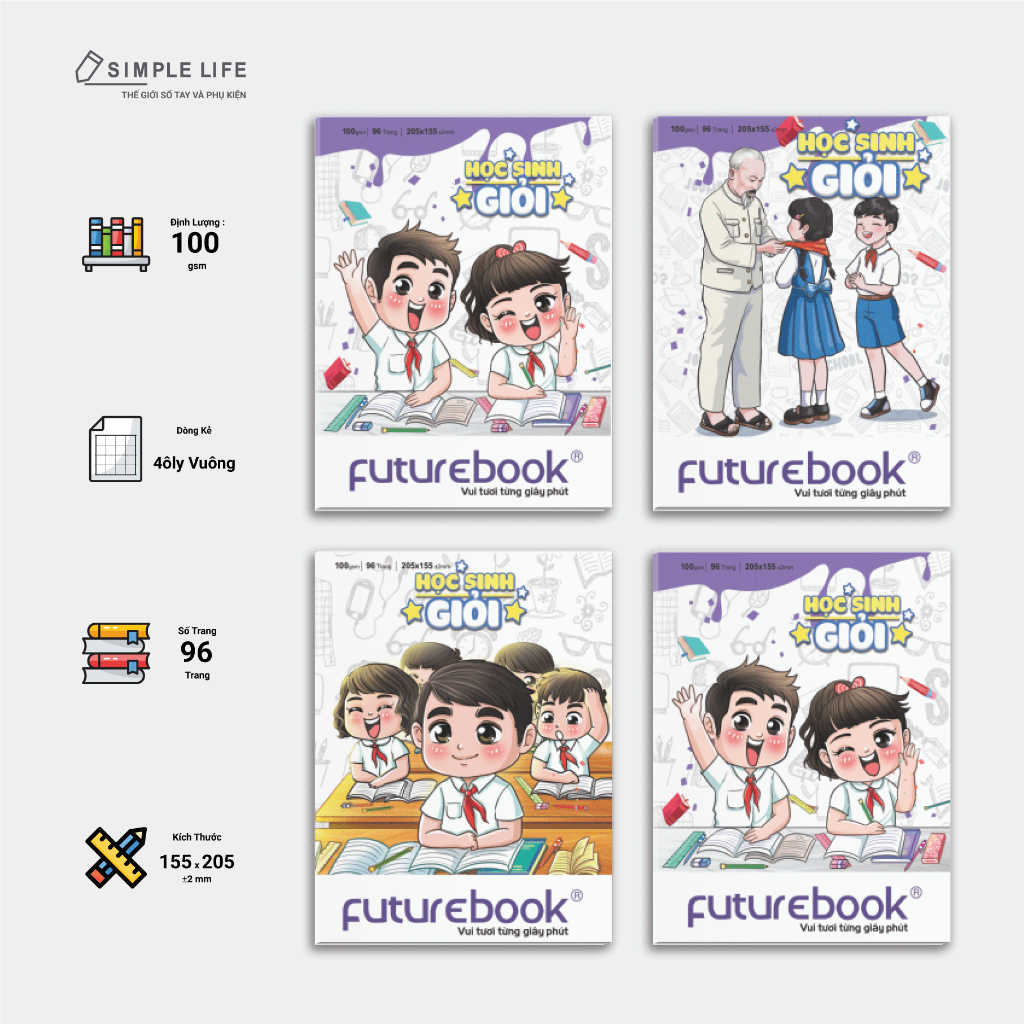 SIMPLE LIFE
THẾ GIỚI SỔ TAY VÀ PHỤ KIỆN
Định Lượng :
100
gsm
Dòng Kẻ
4ôly Vuông
Số Trang
96
Trang
Kích Thước
155 x 205
±2 mm
100gsm | 96 Trang | 205x155 ±2mm
HỌC SINH
GIỎI
futurebook®
Vui tươi từng giây phút
100gsm | 96 Trang | 205x155 ±2mm
HỌC SINH
GIỎI
futurebook®
Vui tươi từng giây phút
100gsm | 96 Trang | 205x155 ±2mm
HỌC SINH
GIỎI
futurebook®
Vui tươi từng giây phút
100gsm | 96 Trang | 205x155 ±2mm
HỌC SINH
GIỎI
futurebook®
Vui tươi từng giây phút